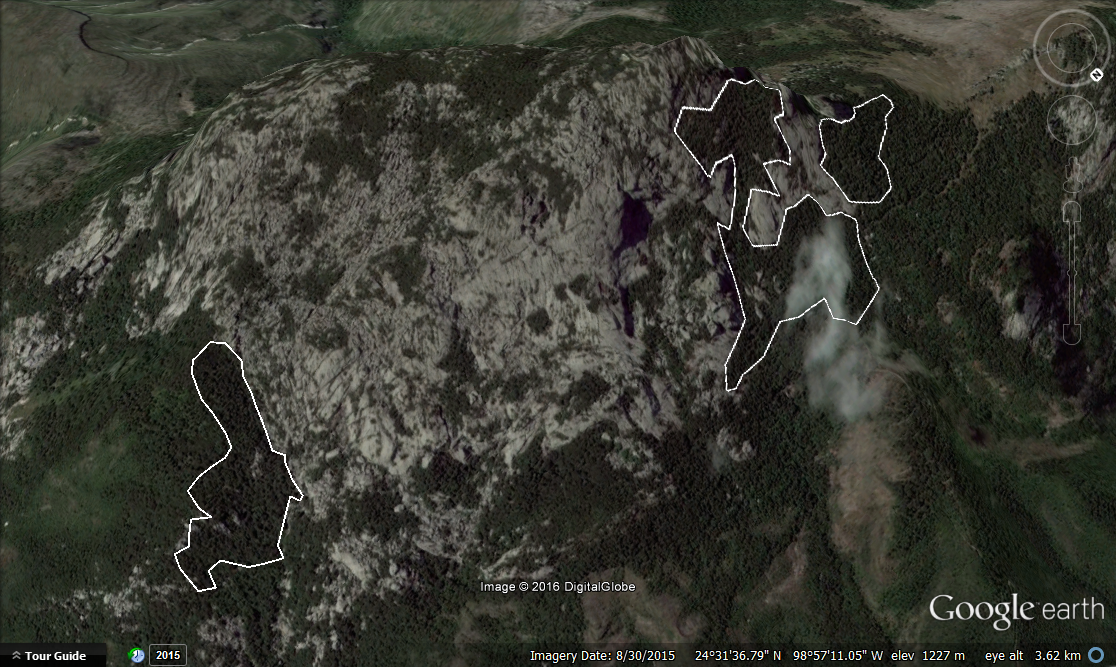 Image © 2016 DigitalGlobe
Google earth
Tour Guide
2015
Imagery Date: 8/30/2015 24°31'36.79" N 98°57'11.05" W elev 1227 m eye alt 3.62 km